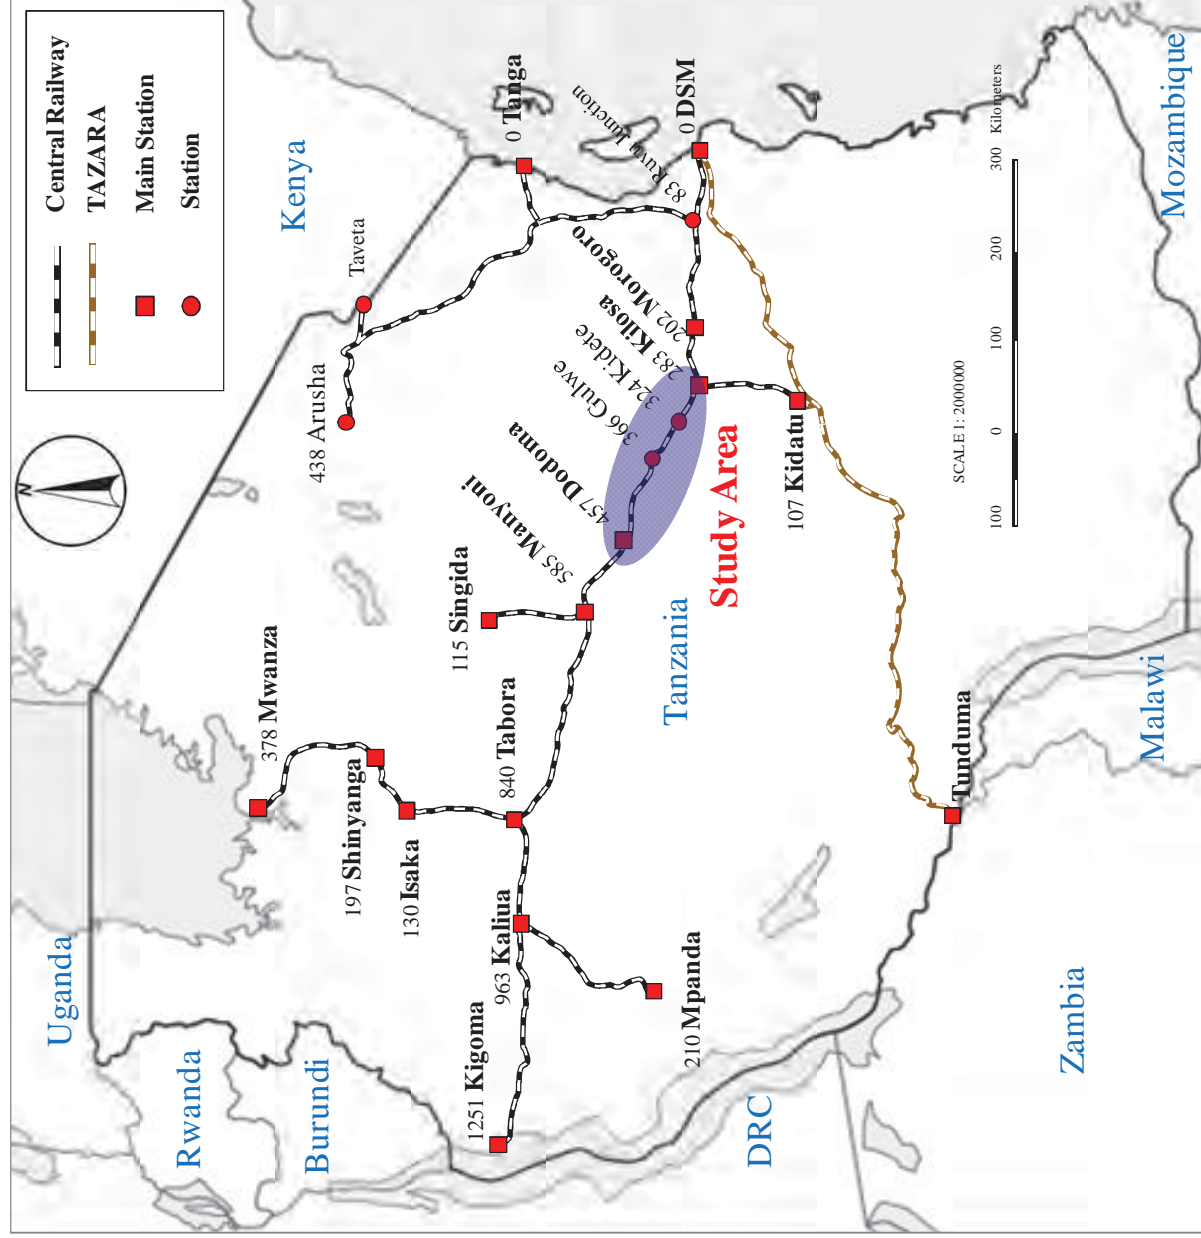 Central Railway
TAZARA
Main Station
Station
N
Uganda
Kenya
Rwanda
Burundi
Tanzania
DRC
Zambia
Malawi
Mozambique
378 Mwanza
197 Shinyanga
130 Isaka
840 Tabora
963 Kaliua
1251 Kigoma
210 Mpanda
115 Singida
585 Manyoni
457 Dodoma
366 Gulwe
324 Kidete
283 Kilosa
202 Morogoro
83 Ruvu Junction
0 DSM
0 Tanga
Taveta
438 Arusha
107 Kidatu
Tunduma
Study Area
SCALE 1: 2000000
100 0 100 200 300 Kilometers